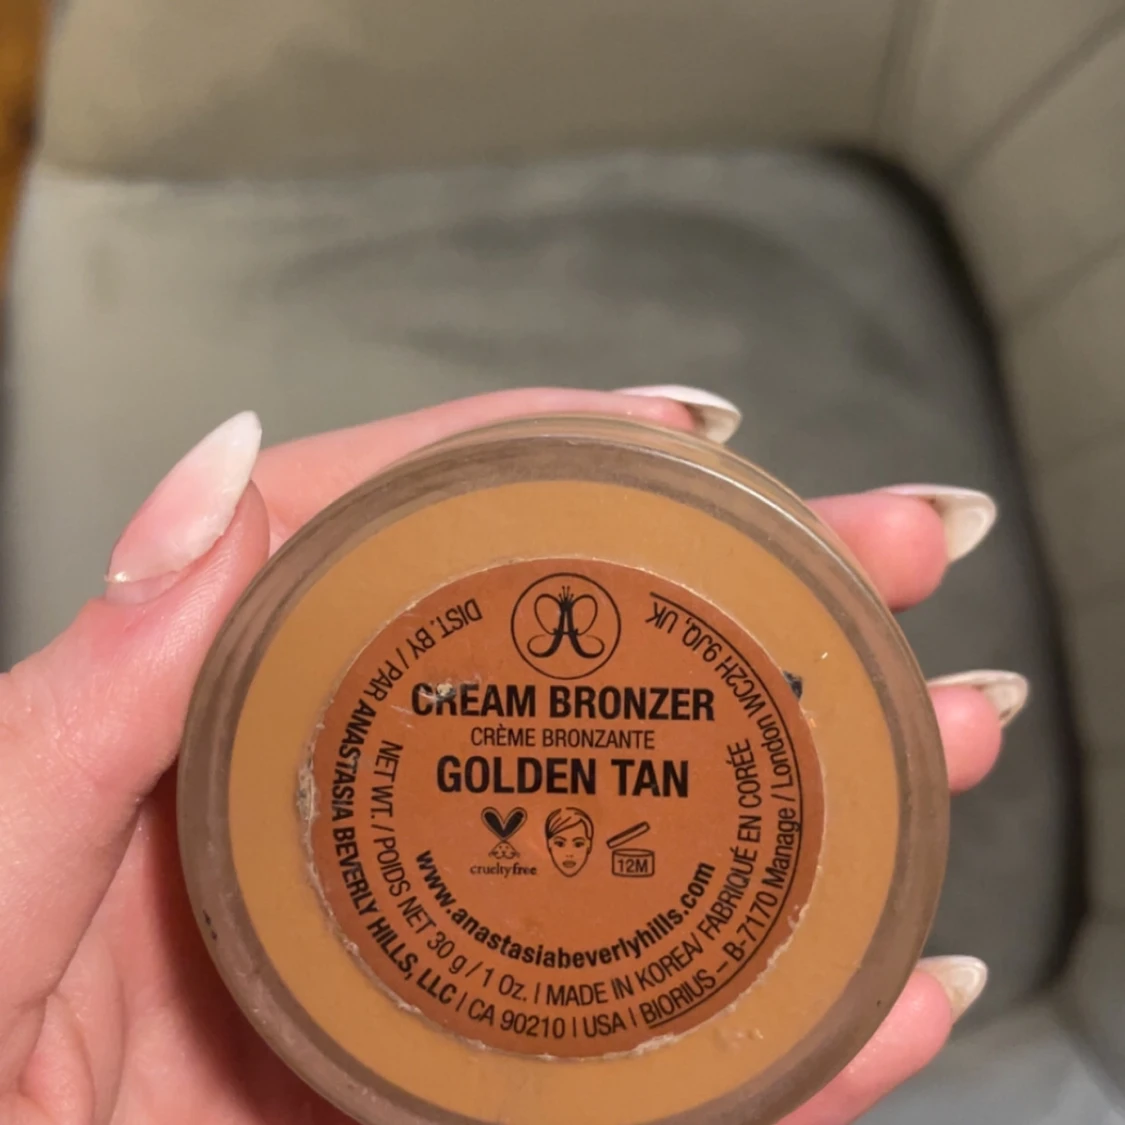 CREAM BRONZER
CRÈME BRONZANTE
GOLDEN TAN
crueltyfree
12M
www.anastasiabeverlyhills.com
NET WT. / POIDS NET 30 g / 1 Oz. | MADE IN KOREA/ FABRIQUÉ EN CORÉE
DIST. BY / PAR ANASTASIA BEVERLY HILLS, LLC | CA 90210 | USA | BIORIUS – B-7170 Manage / London WC2H 9JQ, UK